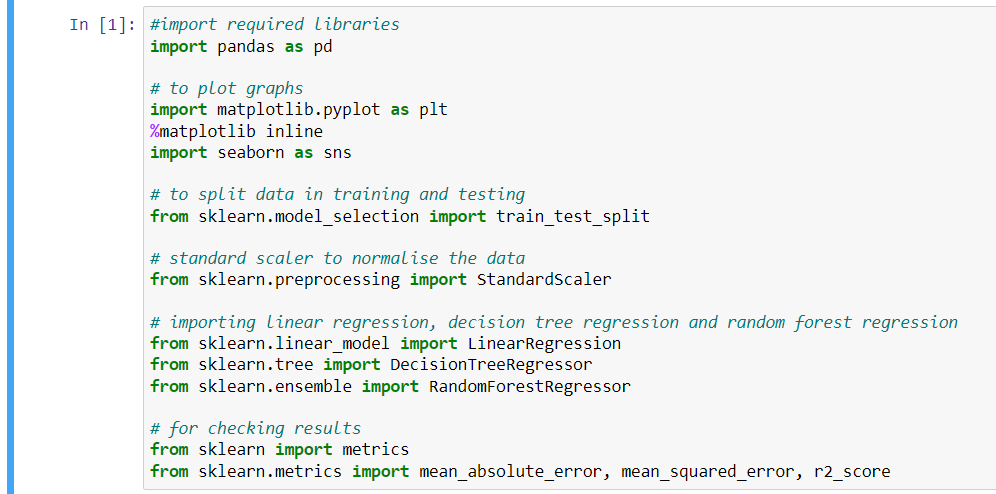 In [1]: #import required libraries
import pandas as pd
# to plot graphs
import matplotlib.pyplot as plt
%matplotlib inline
import seaborn as sns
# to split data in training and testing
from sklearn.model_selection import train_test_split
# standard scaler to normalise the data
from sklearn.preprocessing import StandardScaler
# importing linear regression, decision tree regression and random forest regression
from sklearn.linear_model import LinearRegression
from sklearn.tree import DecisionTreeRegressor
from sklearn.ensemble import RandomForestRegressor
# for checking results
from sklearn import metrics
from sklearn.metrics import mean_absolute_error, mean_squared_error, r2_score